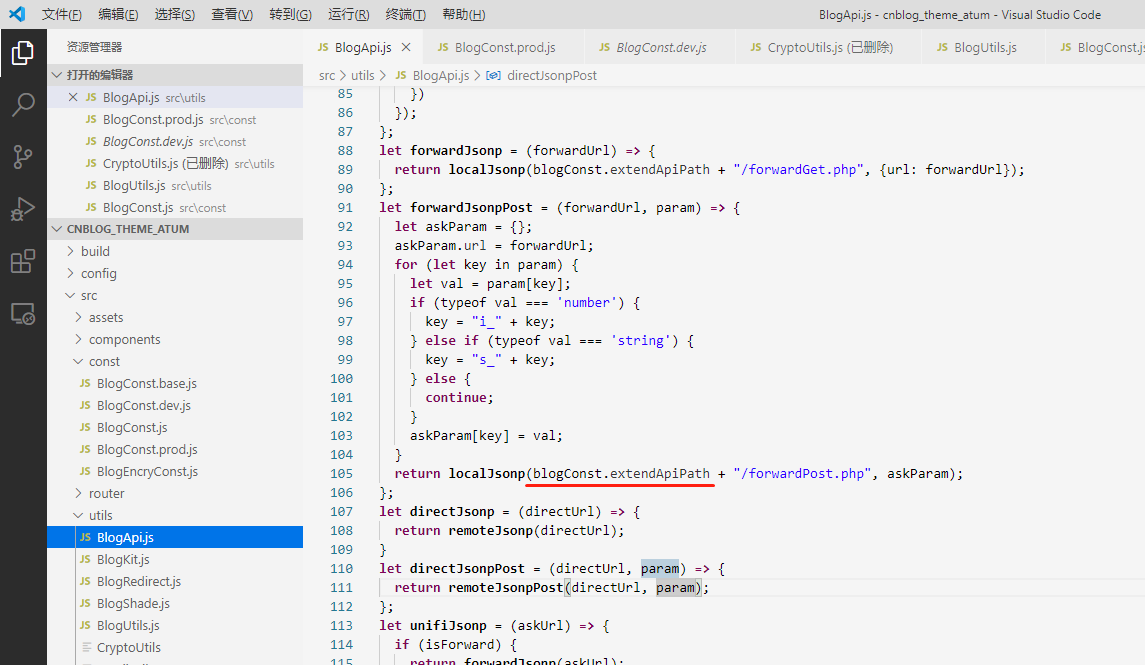 文件(F) 编辑(E) 选择(S) 查看(V) 转到(G) 运行(R) 终端(T) 帮助(H) BlogApi.js - cnblog_theme_atum - Visual Studio Code
资源管理器
打开的编辑器
JS BlogApi.js src\utils
JS BlogConst.prod.js src\const
JS BlogConst.dev.js src\const
JS CryptoUtils.js (已删除) src\utils
JS BlogUtils.js src\utils
JS BlogConst.js src\const
CNBLOG_THEME_ATUM
build
config
src
assets
components
const
JS BlogConst.base.js
JS BlogConst.dev.js
JS BlogConst.js
JS BlogConst.prod.js
JS BlogEncryConst.js
router
utils
JS BlogApi.js
JS BlogKit.js
JS BlogRedirect.js
JS BlogShade.js
JS BlogUtils.js
CryptoUtils
JS BlogApi.js JS BlogConst.prod.js JS BlogConst.dev.js JS CryptoUtils.js (已删除) JS BlogUtils.js JS BlogConst.js
src > utils > JS BlogApi.js > directJsonpPost
85 })
86 });
87 };
88 let forwardJsonp = (forwardUrl) => {
89 return localJsonp(blogConst.extendApiPath + "/forwardGet.php", {url: forwardUrl});
90 };
91 let forwardJsonpPost = (forwardUrl, param) => {
92 let askParam = {};
93 askParam.url = forwardUrl;
94 for (let key in param) {
95 let val = param[key];
96 if (typeof val === 'number') {
97 key = "i_" + key;
98 } else if (typeof val === 'string') {
99 key = "s_" + key;
100 } else {
101 continue;
102 }
103 askParam[key] = val;
104 }
105 return localJsonp(blogConst.extendApiPath + "/forwardPost.php", askParam);
106 };
107 let directJsonp = (directUrl) => {
108 return remoteJsonp(directUrl);
109 }
110 let directJsonpPost = (directUrl, param) => {
111 return remoteJsonpPost(directUrl, param);
112 };
113 let unifiJsonp = (askUrl) => {
114 if (isForward) {
115 return forwardJsonp(askUrl);